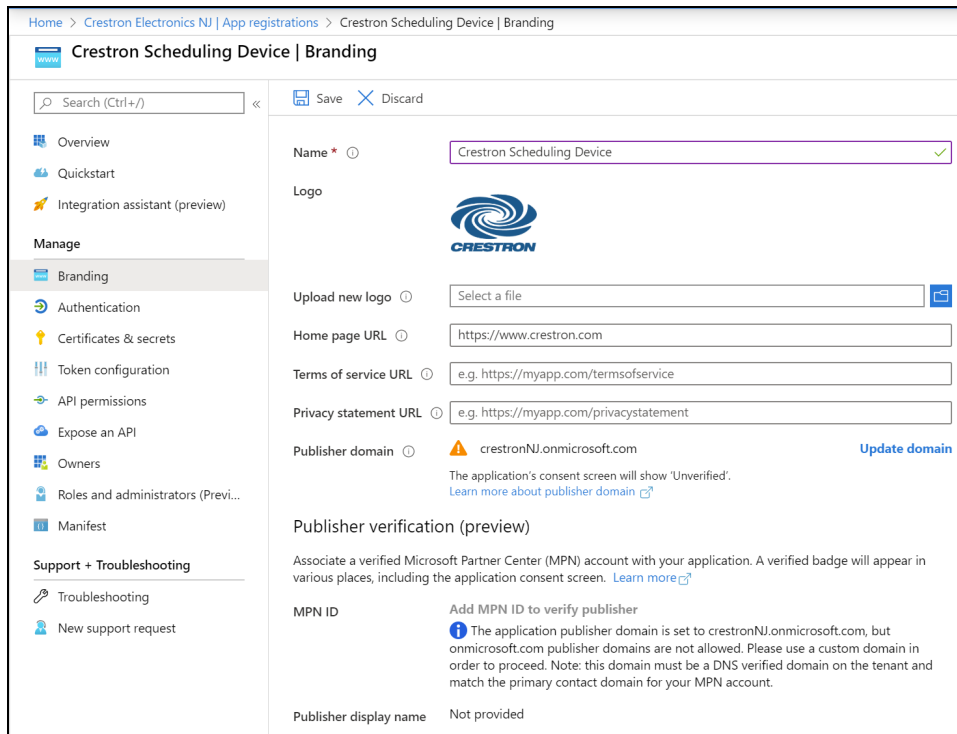 Home > Crestron Electronics NJ | App registrations > Crestron Scheduling Device | Branding
www
Crestron Scheduling Device | Branding
Search (Ctrl+/)
«
Overview
Quickstart
Integration assistant (preview)
Manage
Branding
Authentication
Certificates & secrets
Token configuration
API permissions
Expose an API
Owners
Roles and administrators (Previ...
Manifest
Support + Troubleshooting
Troubleshooting
New support request
Save Discard
Name * Crestron Scheduling Device
Logo
CRESTRON
Upload new logo Select a file
Home page URL https://www.crestron.com
Terms of service URL e.g. https://myapp.com/termsofservice
Privacy statement URL e.g. https://myapp.com/privacystatement
Publisher domain crestronNJ.onmicrosoft.com Update domain
The application's consent screen will show 'Unverified'.
Learn more about publisher domain
Publisher verification (preview)
Associate a verified Microsoft Partner Center (MPN) account with your application. A verified badge will appear in
various places, including the application consent screen. Learn more
MPN ID Add MPN ID to verify publisher
The application publisher domain is set to crestronNJ.onmicrosoft.com, but
onmicrosoft.com publisher domains are not allowed. Please use a custom domain in
order to proceed. Note: this domain must be a DNS verified domain on the tenant and
match the primary contact domain for your MPN account.
Publisher display name Not provided